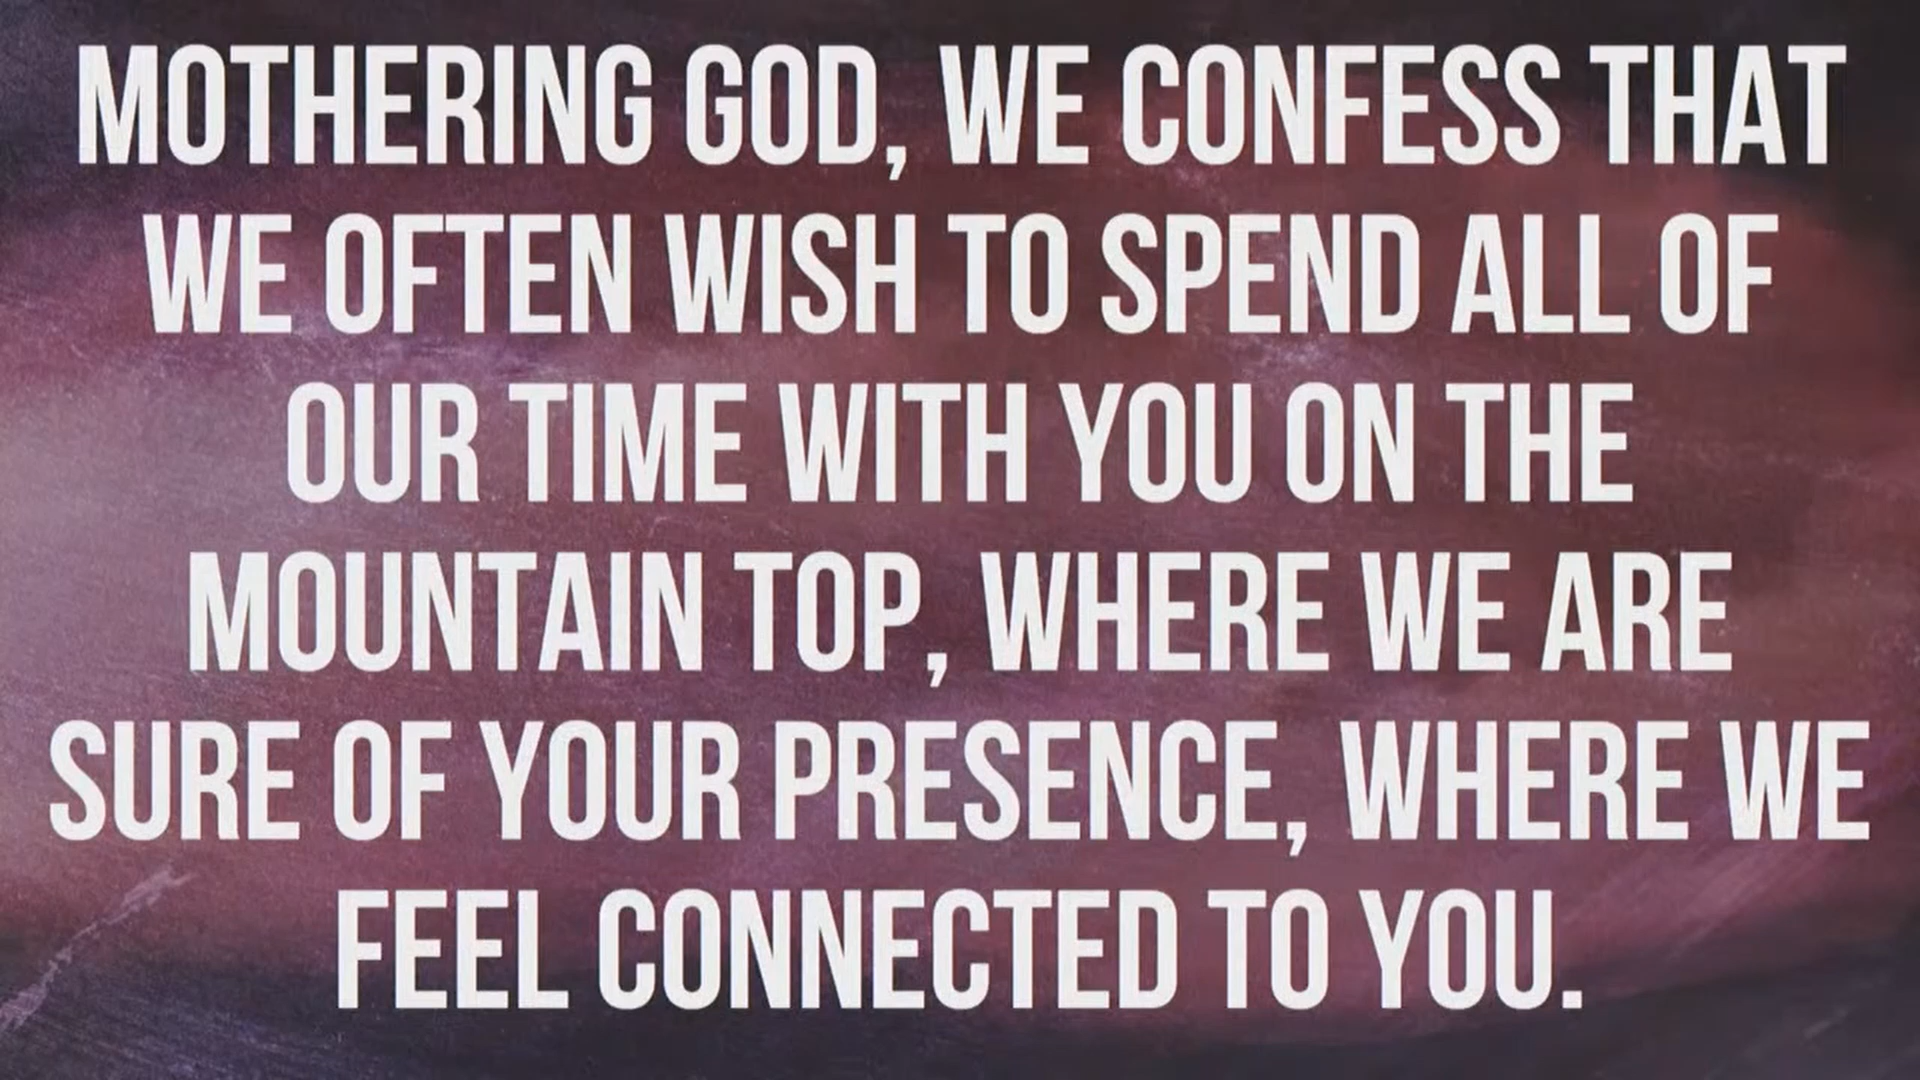 MOTHERING GOD, WE CONFESS THAT
WE OFTEN WISH TO SPEND ALL OF
OUR TIME WITH YOU ON THE
MOUNTAIN TOP, WHERE WE ARE
SURE OF YOUR PRESENCE, WHERE WE
FEEL CONNECTED TO YOU.